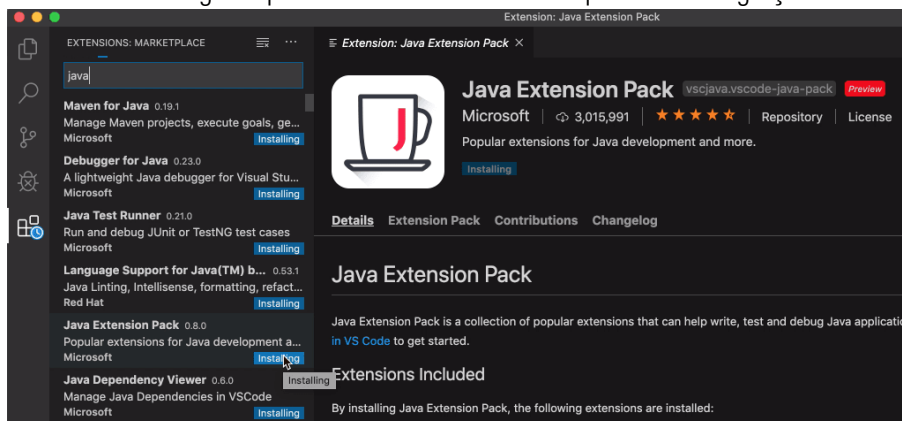 Extension: Java Extension Pack
EXTENSIONS: MARKETPLACE
java
Maven for Java 0.19.1
Manage Maven projects, execute goals, ge...
Microsoft Installing
Debugger for Java 0.23.0
A lightweight Java debugger for Visual Stu...
Microsoft Installing
Java Test Runner 0.21.0
Run and debug JUnit or TestNG test cases
Microsoft Installing
Language Support for Java(TM) b... 0.53.1
Java Linting, Intellisense, formatting, refact...
Red Hat Installing
Java Extension Pack 0.8.0
Popular extensions for Java development a...
Microsoft Installing
Installing
Java Dependency Viewer 0.6.0
Manage Java Dependencies in VSCode
Microsoft Installing
Extension: Java Extension Pack
Java Extension Pack vscjava.vscode-java-pack Preview
Microsoft 3,015,991 Repository License
Popular extensions for Java development and more.
Installing
Details Extension Pack Contributions Changelog
Java Extension Pack
Java Extension Pack is a collection of popular extensions that can help write, test and debug Java
in VS Code to get started.
Extensions Included
By installing Java Extension Pack, the following extensions are installed: